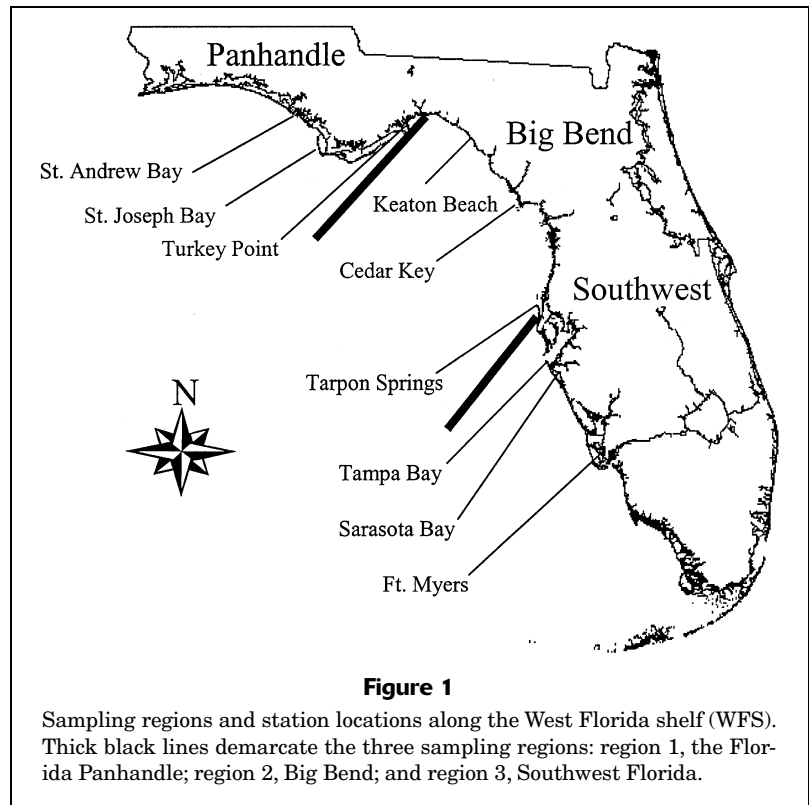 Panhandle
Big Bend
St. Andrew Bay
St. Joseph Bay
Keaton Beach
Turkey Point
Cedar Key
Southwest
Tarpon Springs
N
Tampa Bay
Sarasota Bay
Ft. Myers
Figure 1
Sampling regions and station locations along the West Florida shelf (WFS).
Thick black lines demarcate the three sampling regions: region 1, the Flor-
ida Panhandle; region 2, Big Bend; and region 3, Southwest Florida.